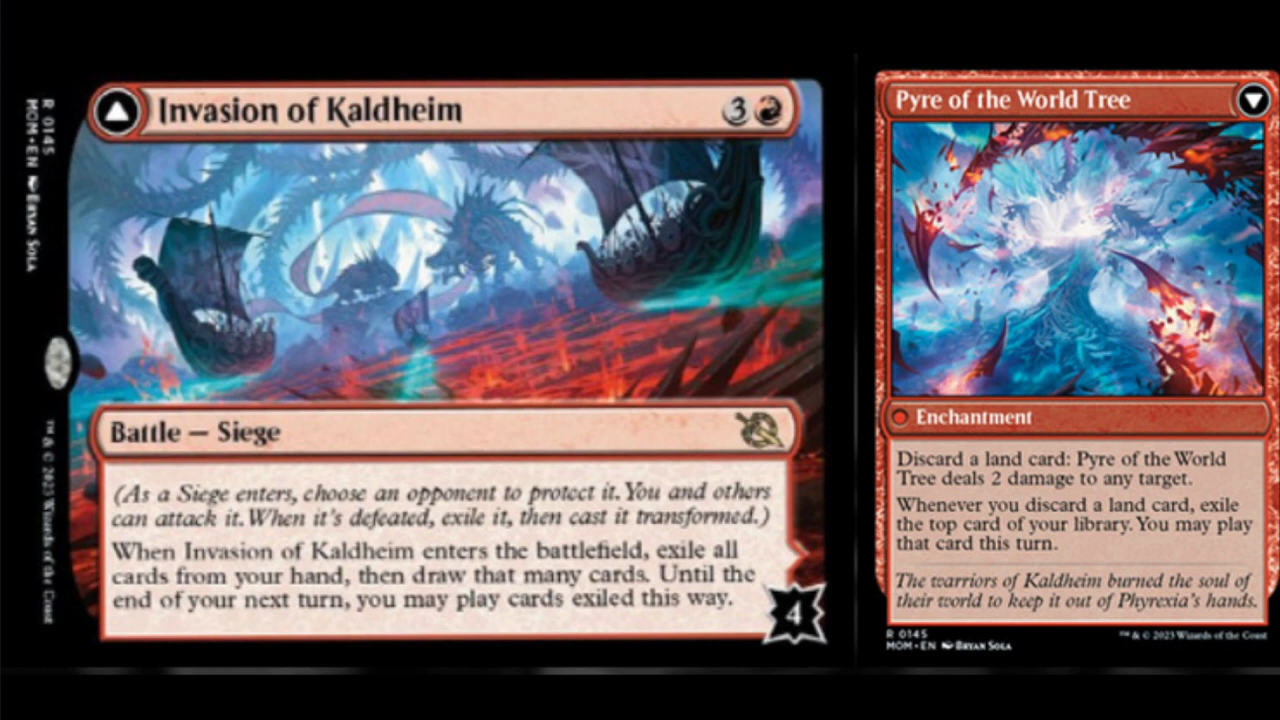 Invasion of Kaldheim
3
Battle — Siege
(As a Siege enters, choose an opponent to protect it. You and others
can attack it. When it's defeated, exile it, then cast it transformed.)
When Invasion of Kaldheim enters the battlefield, exile all
cards from your hand, then draw that many cards. Until the
end of your next turn, you may play cards exiled this way.
4
R 0145
MOM • EN BRYAN SOLA
™ & © 2023 Wizards of the Coast
Pyre of the World Tree
Enchantment
Discard a land card: Pyre of the World
Tree deals 2 damage to any target.
Whenever you discard a land card, exile
the top card of your library. You may play
that card this turn.
The warriors of Kaldheim burned the soul of
their world to keep it out of Phyrexia's hands.
R 0145
MOM • EN BRYAN SOLA
™ & © 2023 Wizards of the Coast